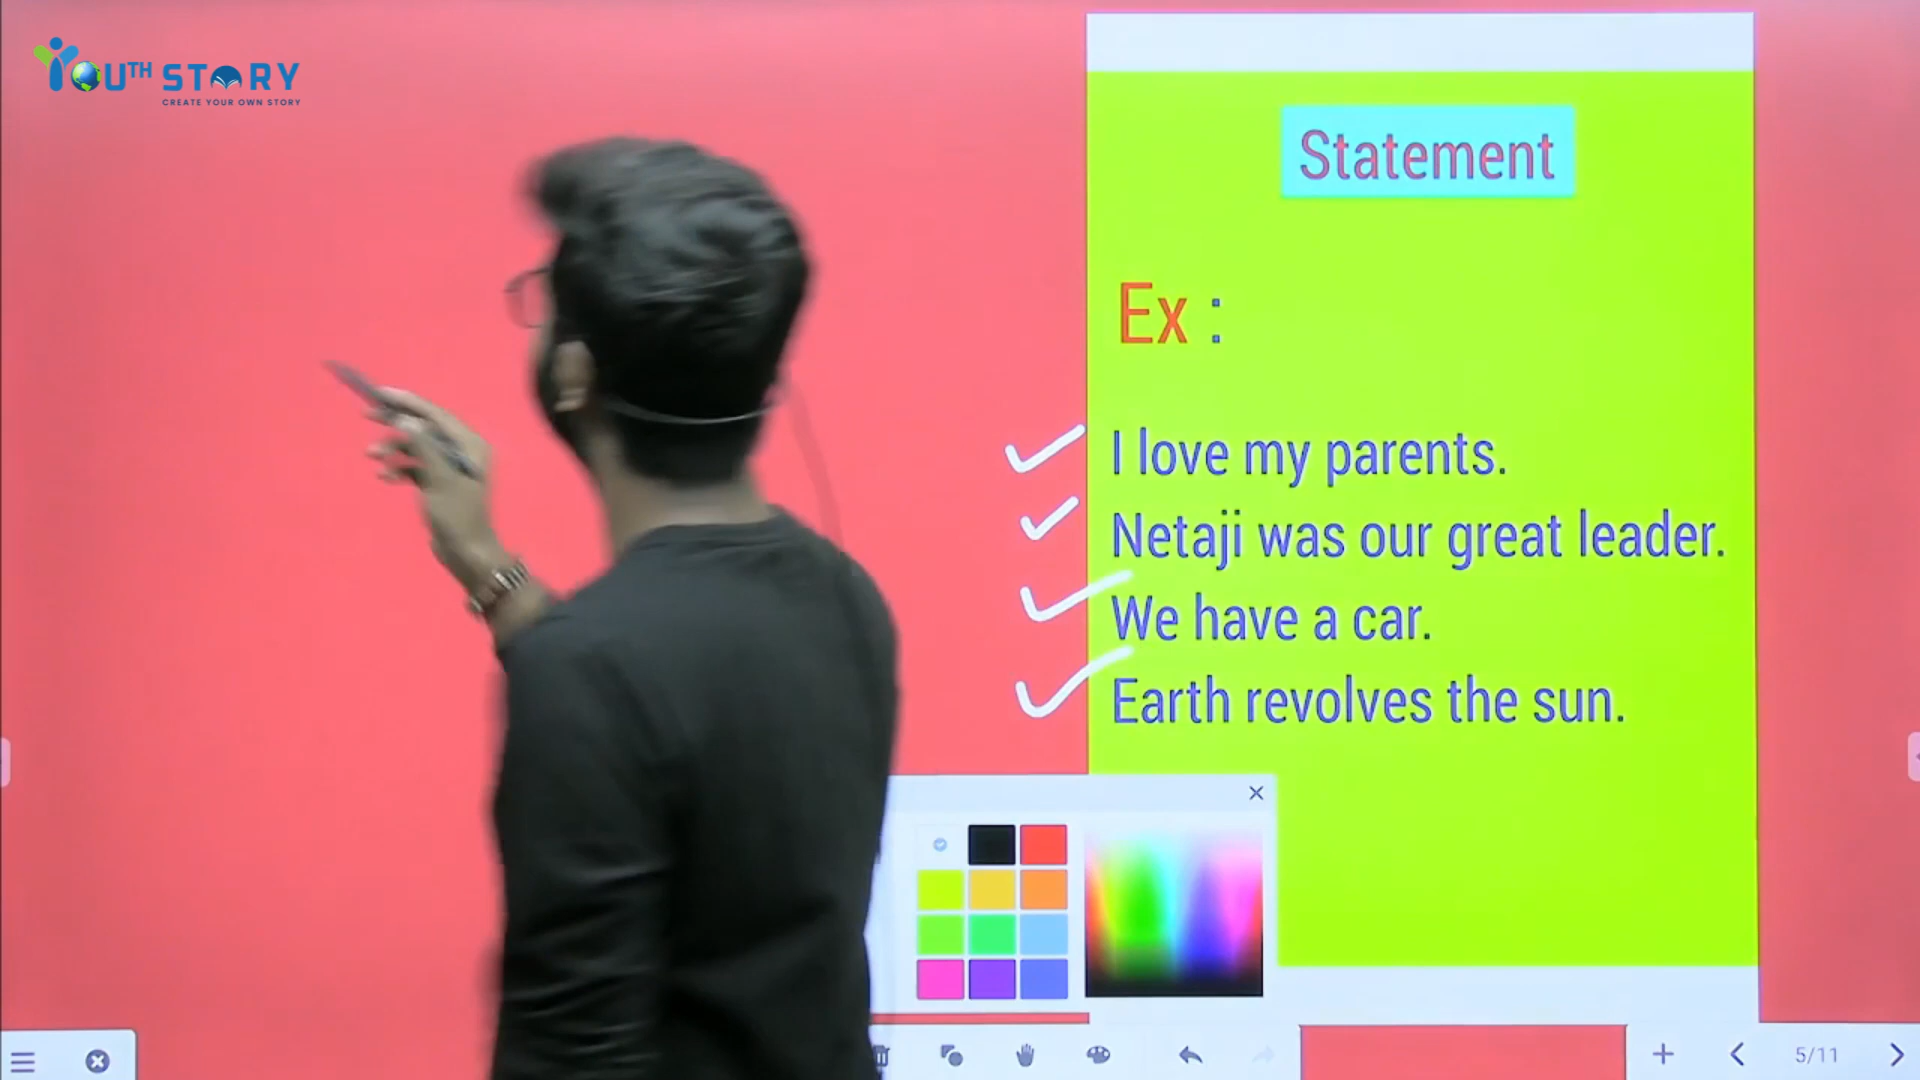 YOUTH STORY
CREATE YOUR OWN STORY
Statement
Ex :
I love my parents.
Netaji was our great leader.
We have a car.
Earth revolves the sun.
5/11